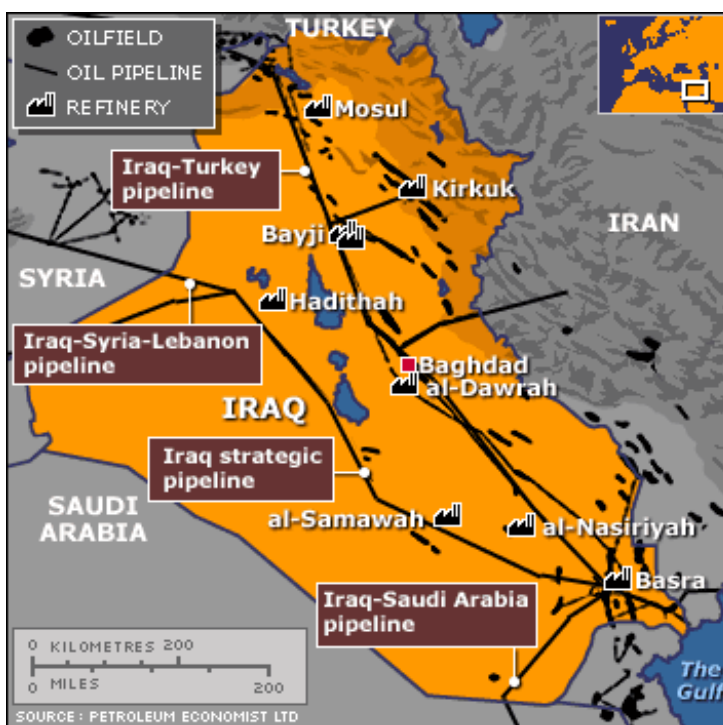 TURKEY
OILFIELD
OIL PIPELINE
REFINERY
Mosul
Iraq-Turkey
pipeline
Kirkuk
IRAN
Bayji
SYRIA
Hadithah
Iraq-Syria-Lebanon
pipeline
Baghdad
al-Dawrah
IRAQ
Iraq strategic
pipeline
SAUDI
ARABIA
al-Samawah
al-Nasiriyah
Basra
Iraq-Saudi Arabia
pipeline
0 KILOMETRES 200
0 MILES 200
The
Gulf
SOURCE : PETROLEUM ECONOMIST LTD